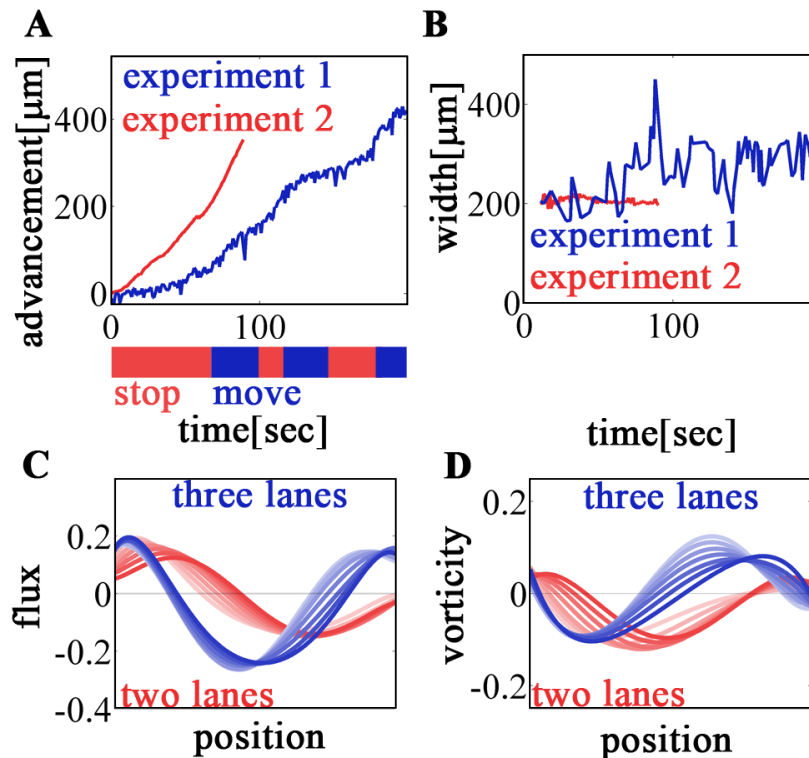 A
advancement[µm]
400
200
0
experiment 1
experiment 2
0
100
stop
move
time[sec]
B
width[µm]
400
200
0
experiment 1
experiment 2
0
100
time[sec]
C
flux
0.2
0
-0.2
-0.4
three lanes
two lanes
position
D
vorticity
0.2
0
-0.2
three lanes
two lanes
position